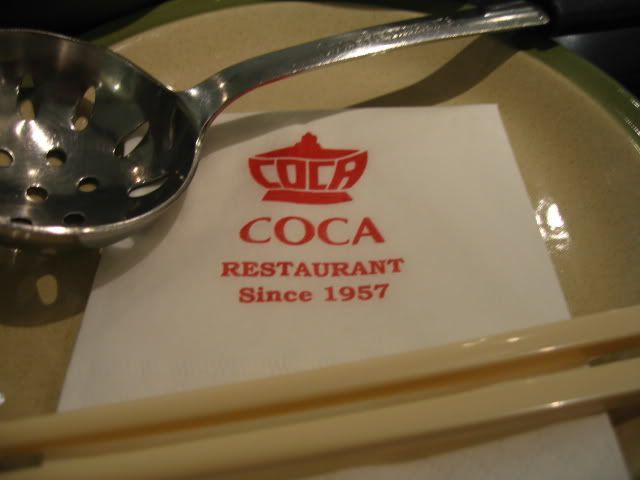 COCA
COCA
RESTAURANT
Since 1957